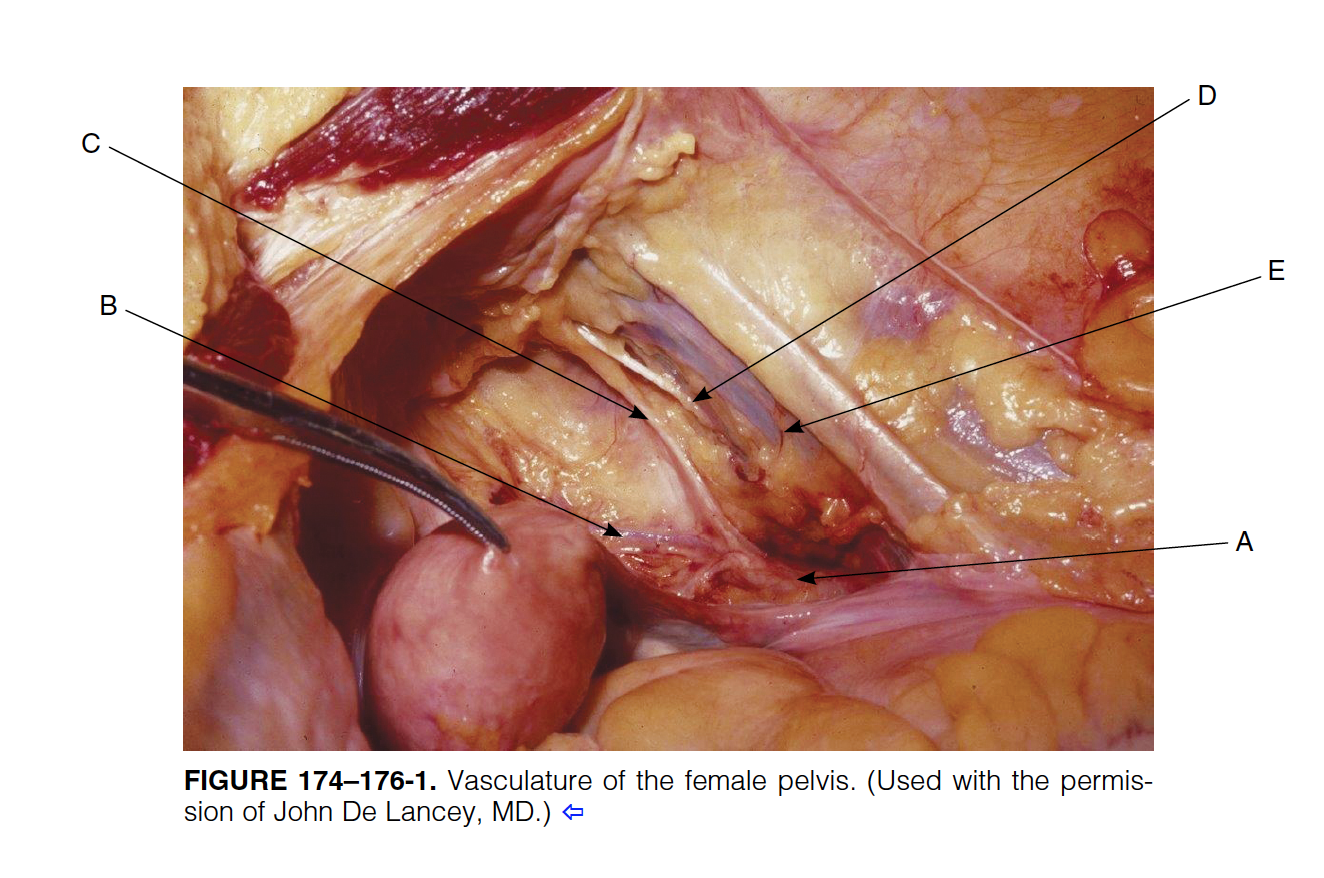 D
C
E
B
A
FIGURE 174–176-1. Vasculature of the female pelvis. (Used with the permis-
sion of John De Lancey, MD.) ⇦